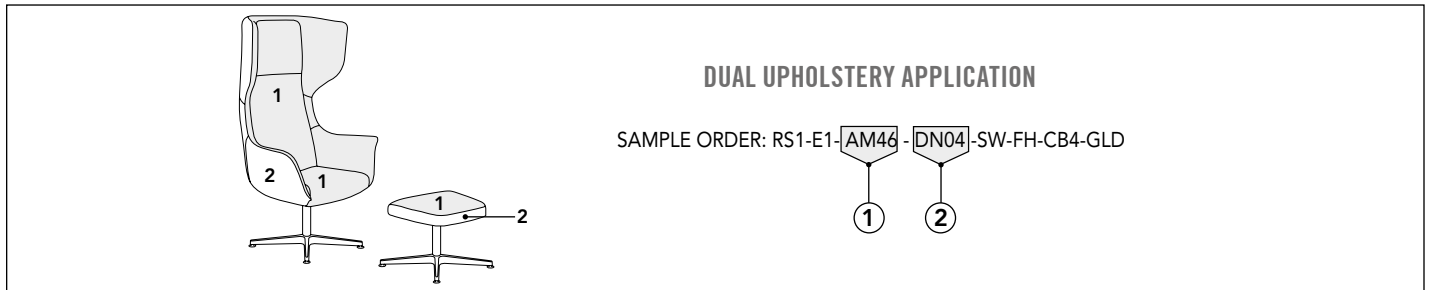 DUAL UPHOLSTERY APPLICATION
SAMPLE ORDER: RS1-E1- AM46 - DN04 -SW-FH-CB4-GLD
1 2
1
2 1
1
2